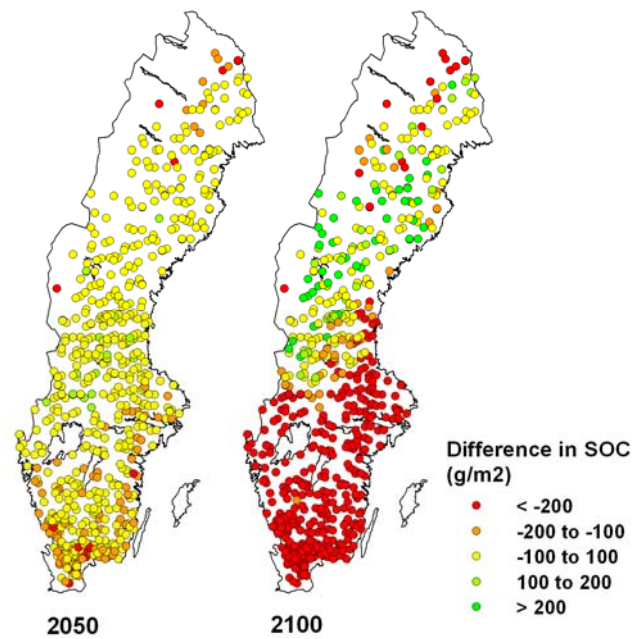 Difference in SOC
(g/m2)
< -200
-200 to -100
-100 to 100
100 to 200
> 200
2050
2100